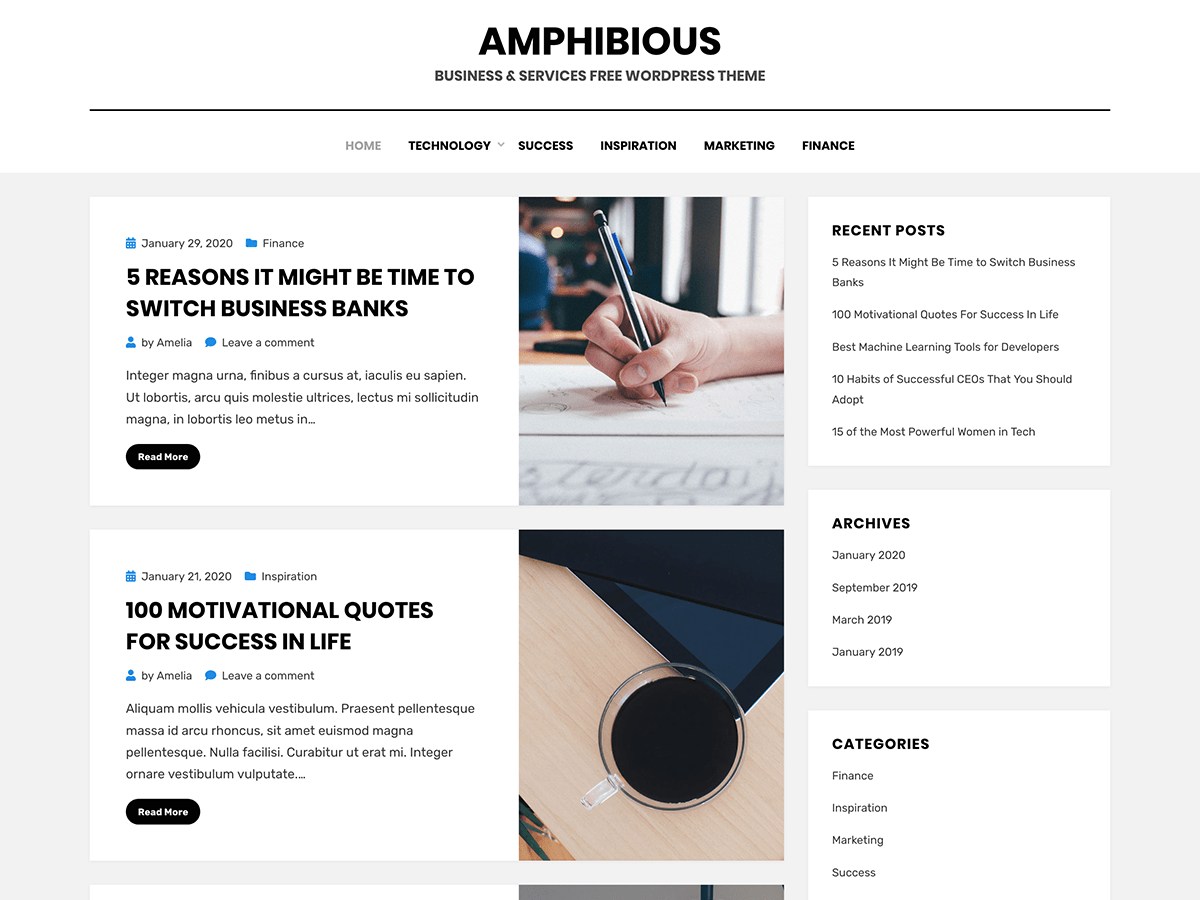 AMPHIBIOUS
BUSINESS & SERVICES FREE WORDPRESS THEME
HOME TECHNOLOGY SUCCESS INSPIRATION MARKETING FINANCE
January 29, 2020 Finance
5 REASONS IT MIGHT BE TIME TO
SWITCH BUSINESS BANKS
by Amelia Leave a comment
Integer magna urna, finibus a cursus at, iaculis eu sapien.
Ut lobortis, arcu quis molestie ultrices, lectus mi sollicitudin
magna, in lobortis leo metus in...
Read More
January 21, 2020 Inspiration
100 MOTIVATIONAL QUOTES
FOR SUCCESS IN LIFE
by Amelia Leave a comment
Aliquam mollis vehicula vestibulum. Praesent pellentesque
massa id arcu rhoncus, sit amet euismod magna
pellentesque. Nulla facilisi. Curabitur ut erat mi. Integer
ornare vestibulum vulputate....
Read More
RECENT POSTS
5 Reasons It Might Be Time to Switch Business
Banks
100 Motivational Quotes For Success In Life
Best Machine Learning Tools for Developers
10 Habits of Successful CEOs That You Should
Adopt
15 of the Most Powerful Women in Tech
ARCHIVES
January 2020
September 2019
March 2019
January 2019
CATEGORIES
Finance
Inspiration
Marketing
Success